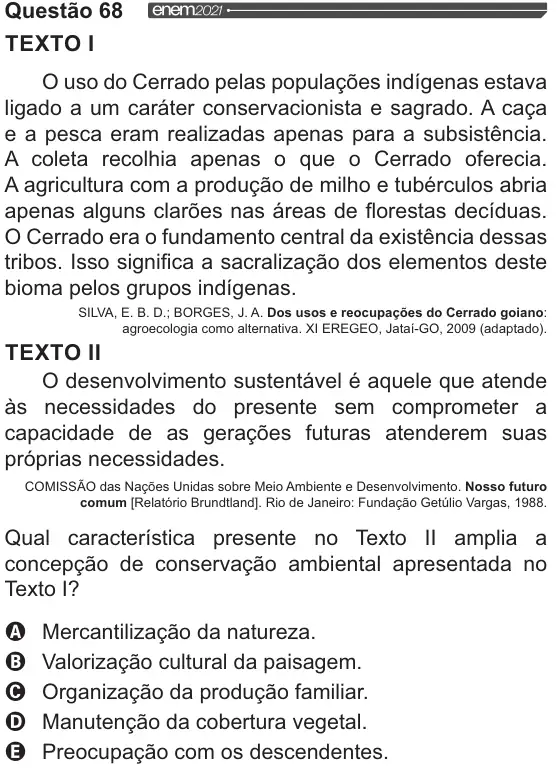 Questão 68 enem2021
TEXTO I
O uso do Cerrado pelas populações indígenas estava
ligado a um caráter conservacionista e sagrado. A caça
e a pesca eram realizadas apenas para a subsistência.
A coleta recolhia apenas o que o Cerrado oferecia.
A agricultura com a produção de milho e tubérculos abria
apenas alguns clarões nas áreas de florestas decíduas.
O Cerrado era o fundamento central da existência dessas
tribos. Isso significa a sacralização dos elementos deste
bioma pelos grupos indígenas.
SILVA, E. B. D.; BORGES, J. A. Dos usos e reocupações do Cerrado goiano:
agroecologia como alternativa. XI EREGEO, Jataí-GO, 2009 (adaptado).
TEXTO II
O desenvolvimento sustentável é aquele que atende
às necessidades do presente sem comprometer a
capacidade de as gerações futuras atenderem suas
próprias necessidades.
COMISSÃO das Nações Unidas sobre Meio Ambiente e Desenvolvimento. Nosso futuro
comum [Relatório Brundtland]. Rio de Janeiro: Fundação Getúlio Vargas, 1988.
Qual característica presente no Texto II amplia a
concepção de conservação ambiental apresentada no
Texto I?
A Mercantilização da natureza.
B Valorização cultural da paisagem.
C Organização da produção familiar.
D Manutenção da cobertura vegetal.
E Preocupação com os descendentes.